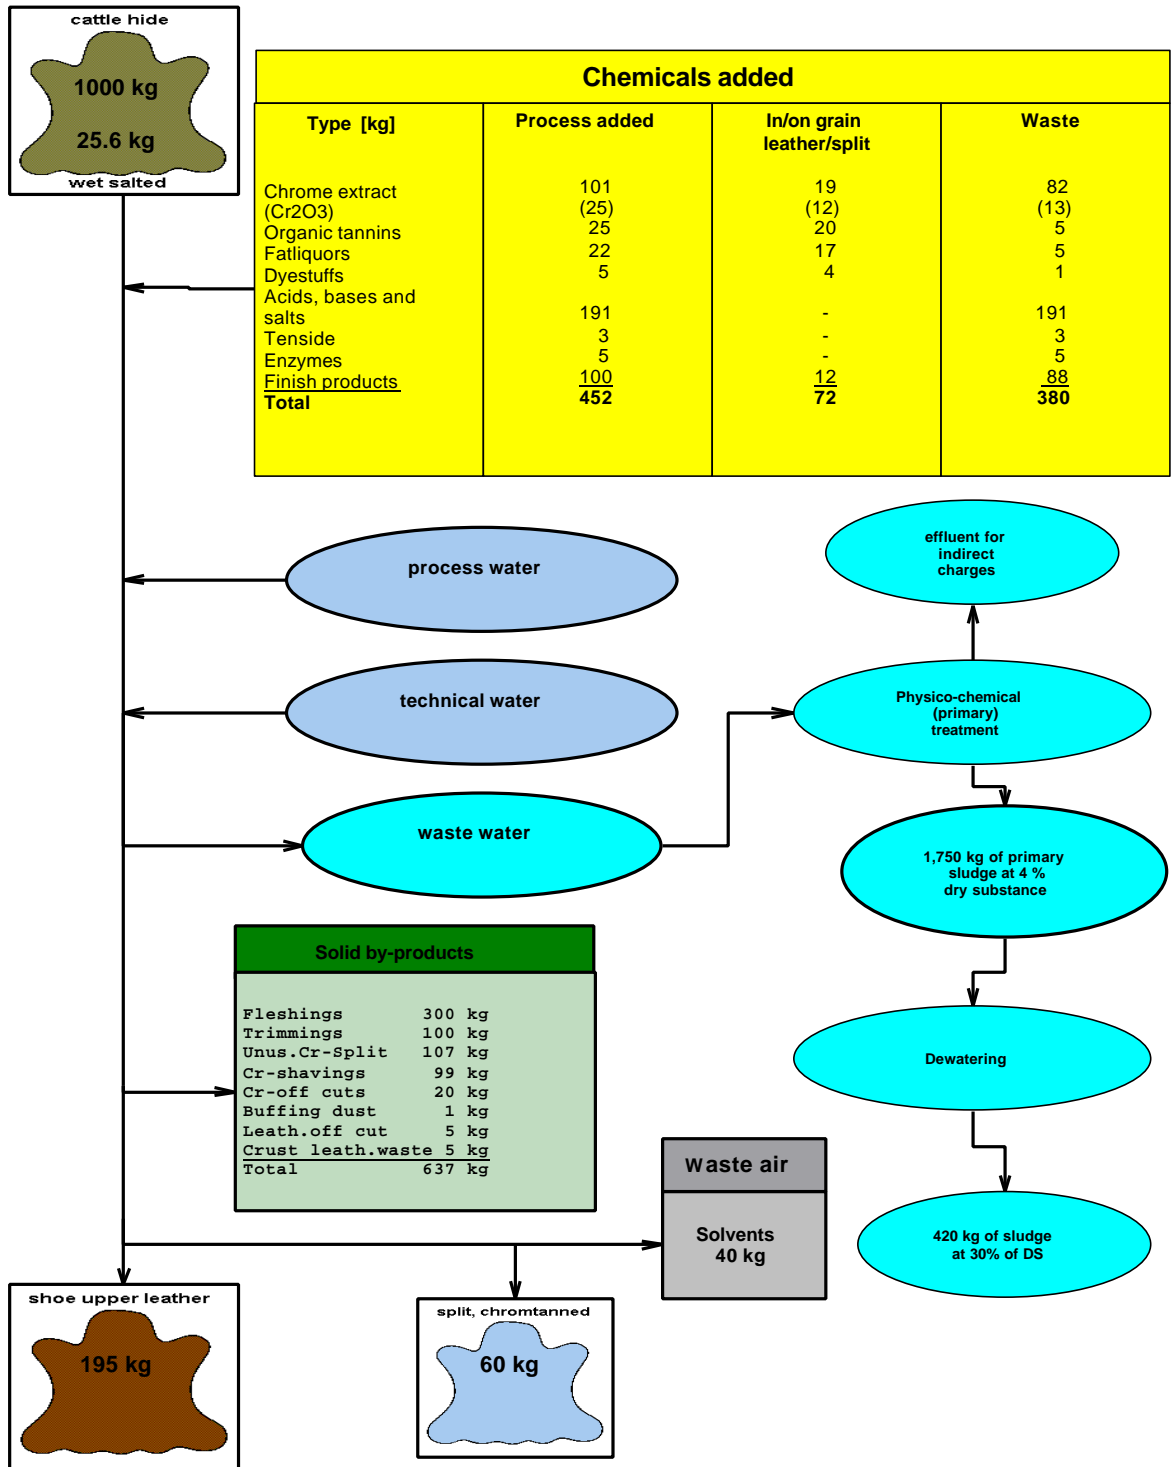 cattle hide
1000 kg
25.6 kg
wet salted
Chemicals added
Type [kg] Process added In/on grain Waste
leather/split
Chrome extract 101 19 82
(Cr2O3) (25) (12) (13)
Organic tannins 25 20 5
Fatliquors 22 17 5
Dyestuffs 5 4 1
Acids, bases and
salts 191 - 191
Tenside 3 - 3
Enzymes 5 - 5
Finish products 100 12 88
Total 452 72 380
effluent for
indirect
charges
process water
technical water
Physico-chemical
(primary)
treatment
waste water
1,750 kg of primary
sludge at 4 %
dry substance
Solid by-products
Fleshings 300 kg
Trimmings 100 kg
Unus.Cr-Split 107 kg
Cr-shavings 99 kg
Cr-off cuts 20 kg
Buffing dust 1 kg
Leath.off cut 5 kg
Crust leath.waste 5 kg
Total 637 kg
Dewatering
Waste air
Solvents
40 kg
420 kg of sludge
at 30% of DS
shoe upper leather
195 kg
split, chromtanned
60 kg